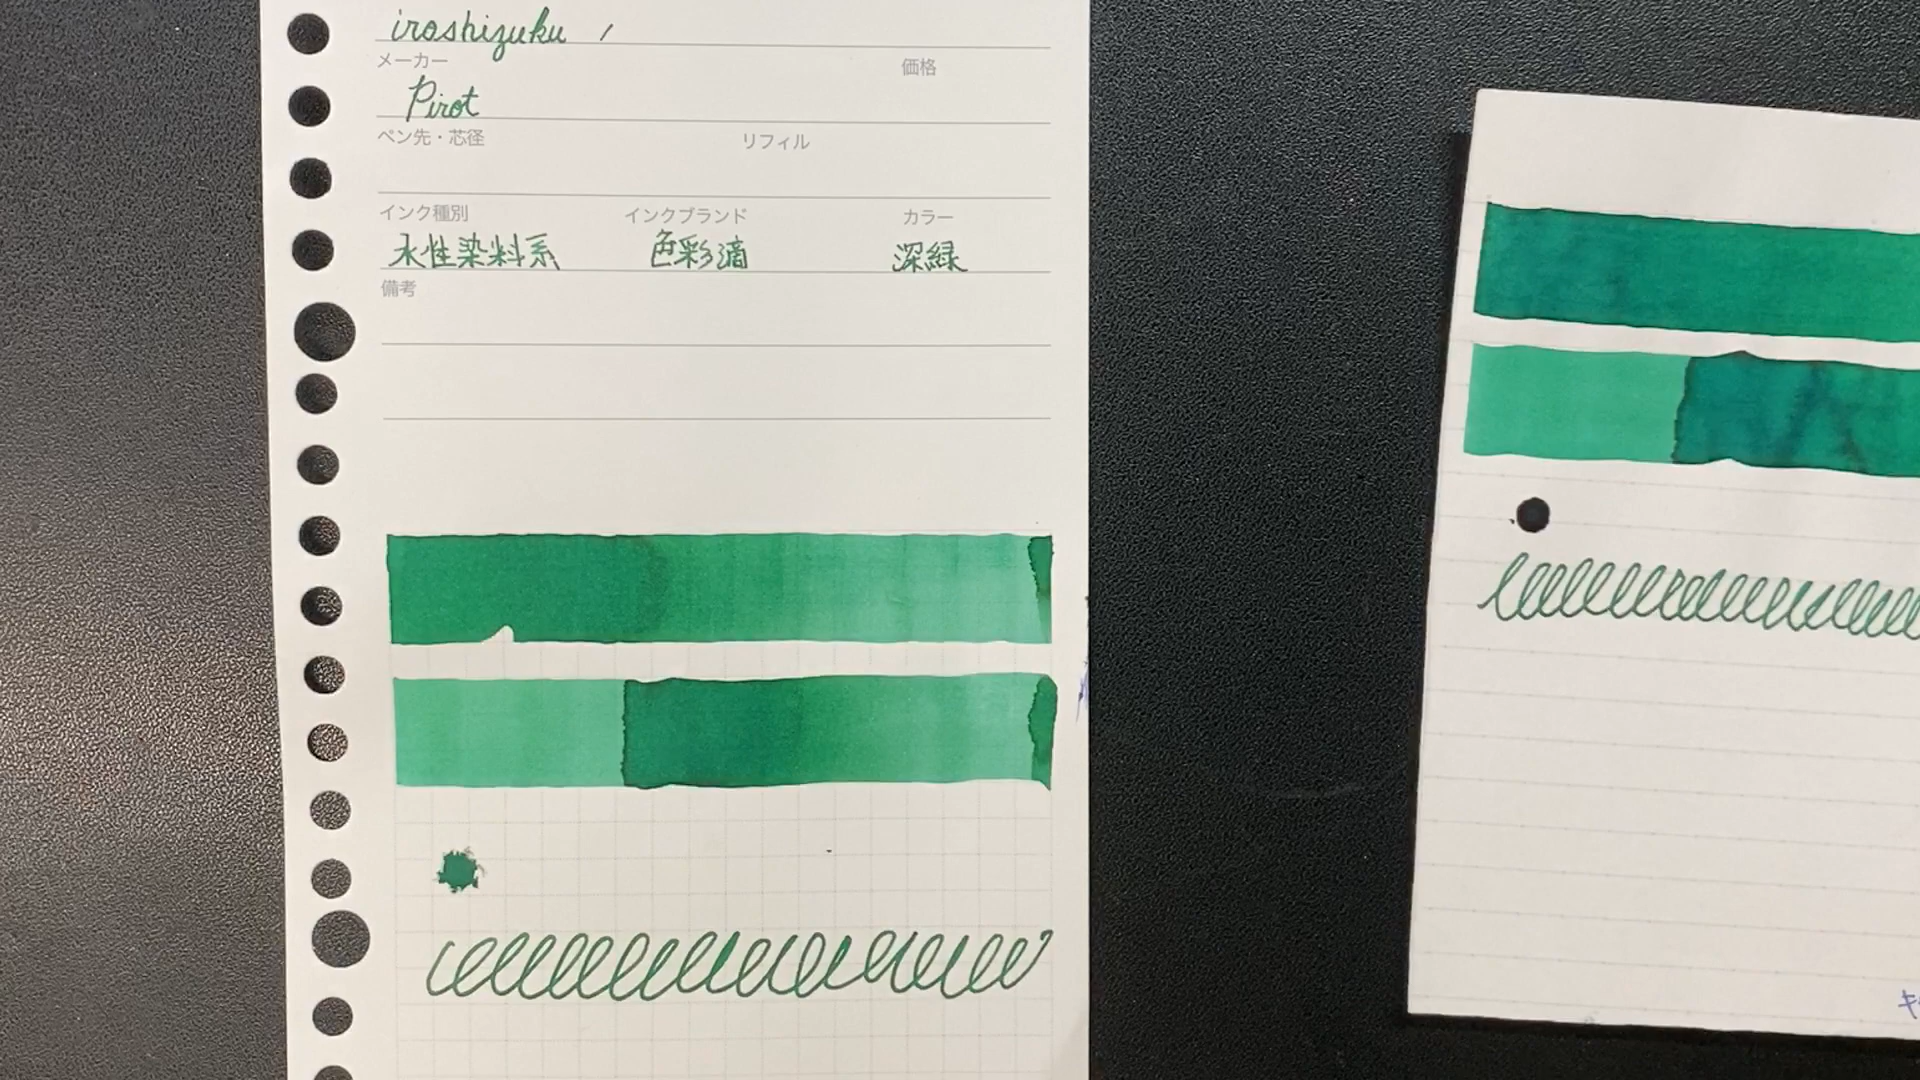 iroshizuku
メーカー 価格
Pirot
ペン先・芯径 リフィル
インク種別 インクブランド カラー
水性染料系 色彩滴 深緑
備考